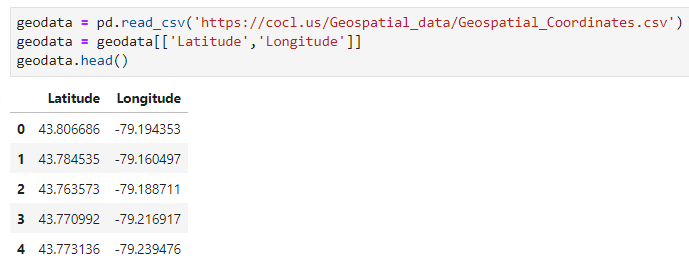 geodata = pd.read_csv('https://cocl.us/Geospatial_data/Geospatial_Coordinates.csv')
geodata = geodata[['Latitude','Longitude']]
geodata.head()
Latitude Longitude
0 43.806686 -79.194353
1 43.784535 -79.160497
2 43.763573 -79.188711
3 43.770992 -79.216917
4 43.773136 -79.239476